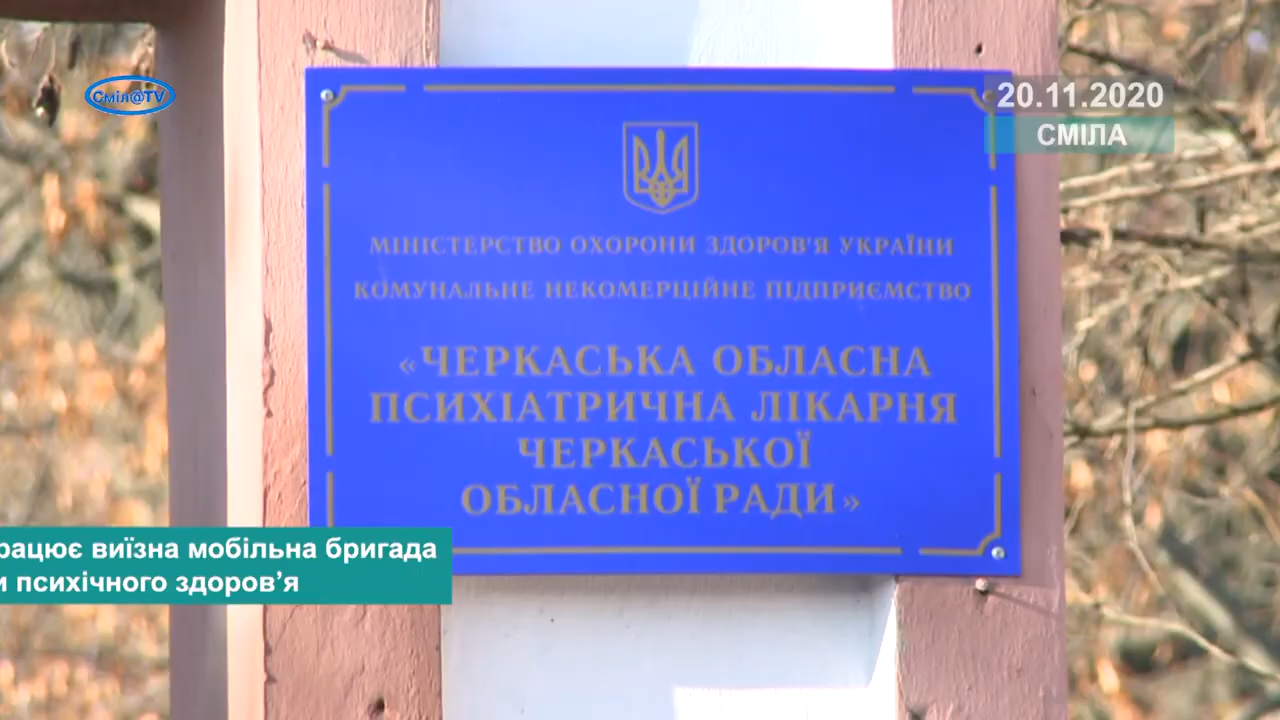 Сміл@TV
20.11.2020
СМІЛА
МІНІСТЕРСТВО ОХОРОНИ ЗДОРОВ'Я УКРАЇНИ
КОМУНАЛЬНЕ НЕКОМЕРЦІЙНЕ ПІДПРИЄМСТВО
«ЧЕРКАСЬКА ОБЛАСНА
ПСИХІАТРИЧНА ЛІКАРНЯ
ЧЕРКАСЬКОЇ
ОБЛАСНОЇ РАДИ»
виїзна мобільна бригада
психічного здоров’я